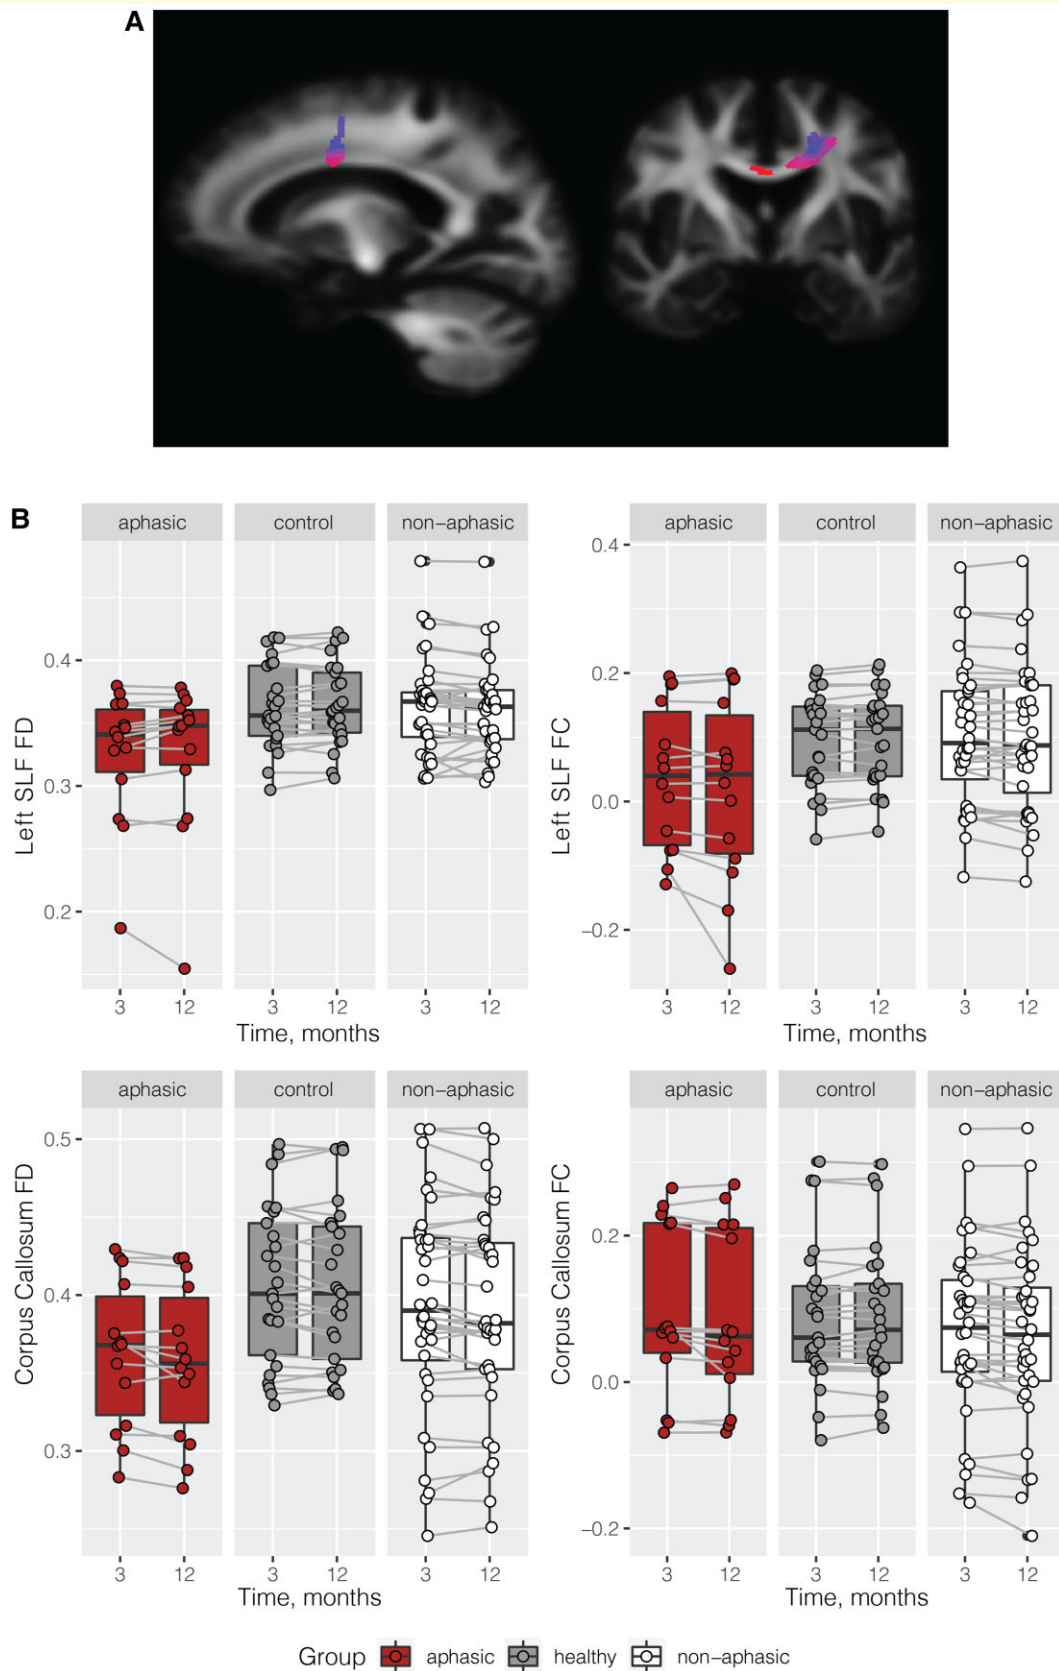 A
B
aphasic control non−aphasic
Left SLF FD
0.4
0.3
0.2
3 12 3 12 3 12
Time, months
aphasic control non−aphasic
Left SLF FC
0.4
0.2
0.0
−0.2
3 12 3 12 3 12
Time, months
aphasic control non−aphasic
Corpus Callosum FD
0.5
0.4
0.3
3 12 3 12 3 12
Time, months
aphasic control non−aphasic
Corpus Callosum FC
0.2
0.0
−0.2
3 12 3 12 3 12
Time, months
Group aphasic healthy non−aphasic